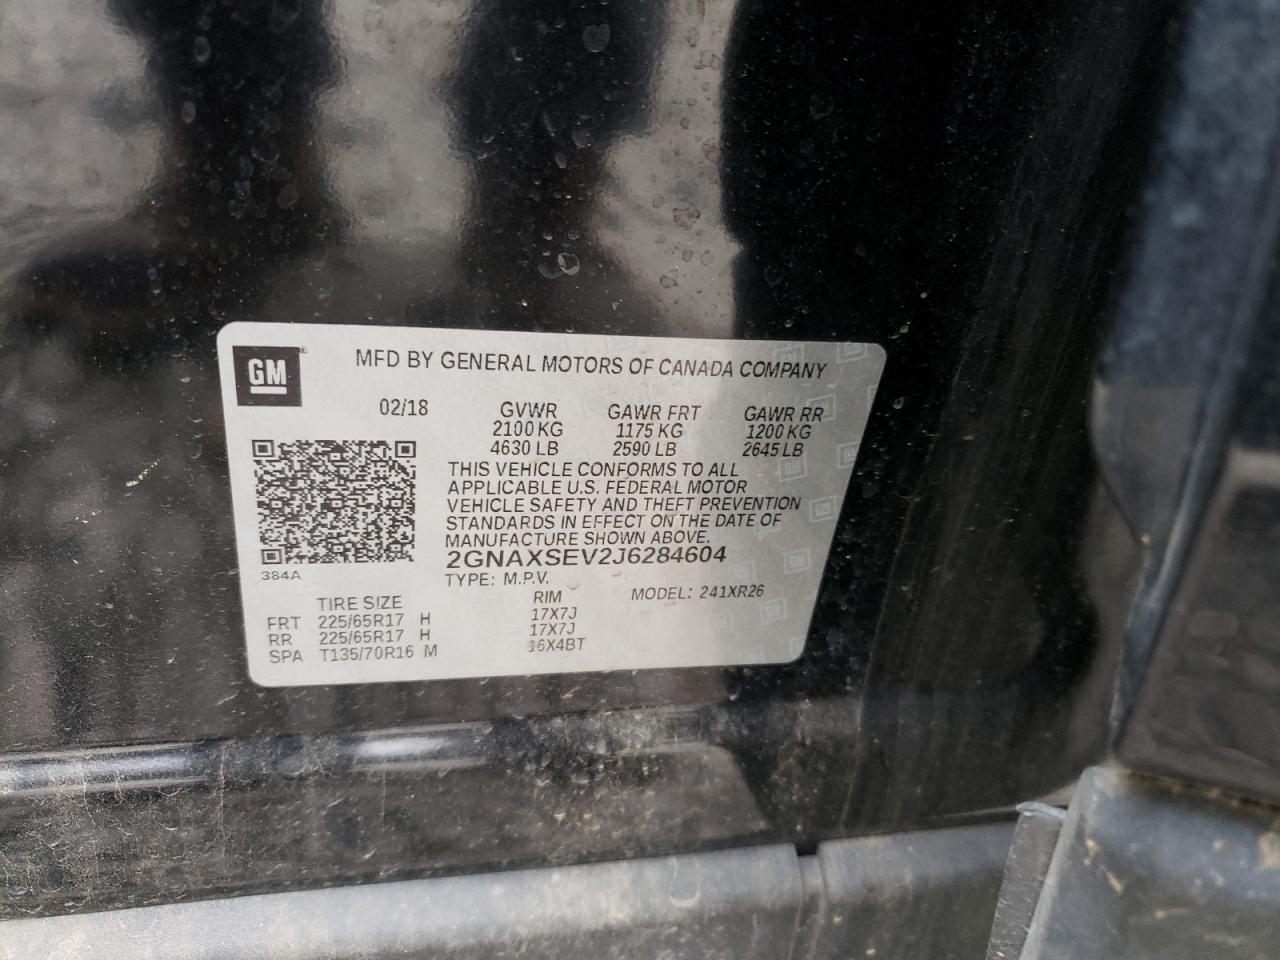 GM
MFD BY GENERAL MOTORS OF CANADA COMPANY
02/18 GVWR GAWR FRT GAWR RR
2100 KG 1175 KG 1200 KG
4630 LB 2590 LB 2645 LB
THIS VEHICLE CONFORMS TO ALL
APPLICABLE U.S. FEDERAL MOTOR
VEHICLE SAFETY AND THEFT PREVENTION
STANDARDS IN EFFECT ON THE DATE OF
MANUFACTURE SHOWN ABOVE.
2GNAXSEV2J6284604
384A TYPE: M.P.V. MODEL: 241XR26
TIRE SIZE RIM
FRT 225/65R17 H 17X7J
RR 225/65R17 H 17X7J
SPA T135/70R16 M 16X4BT